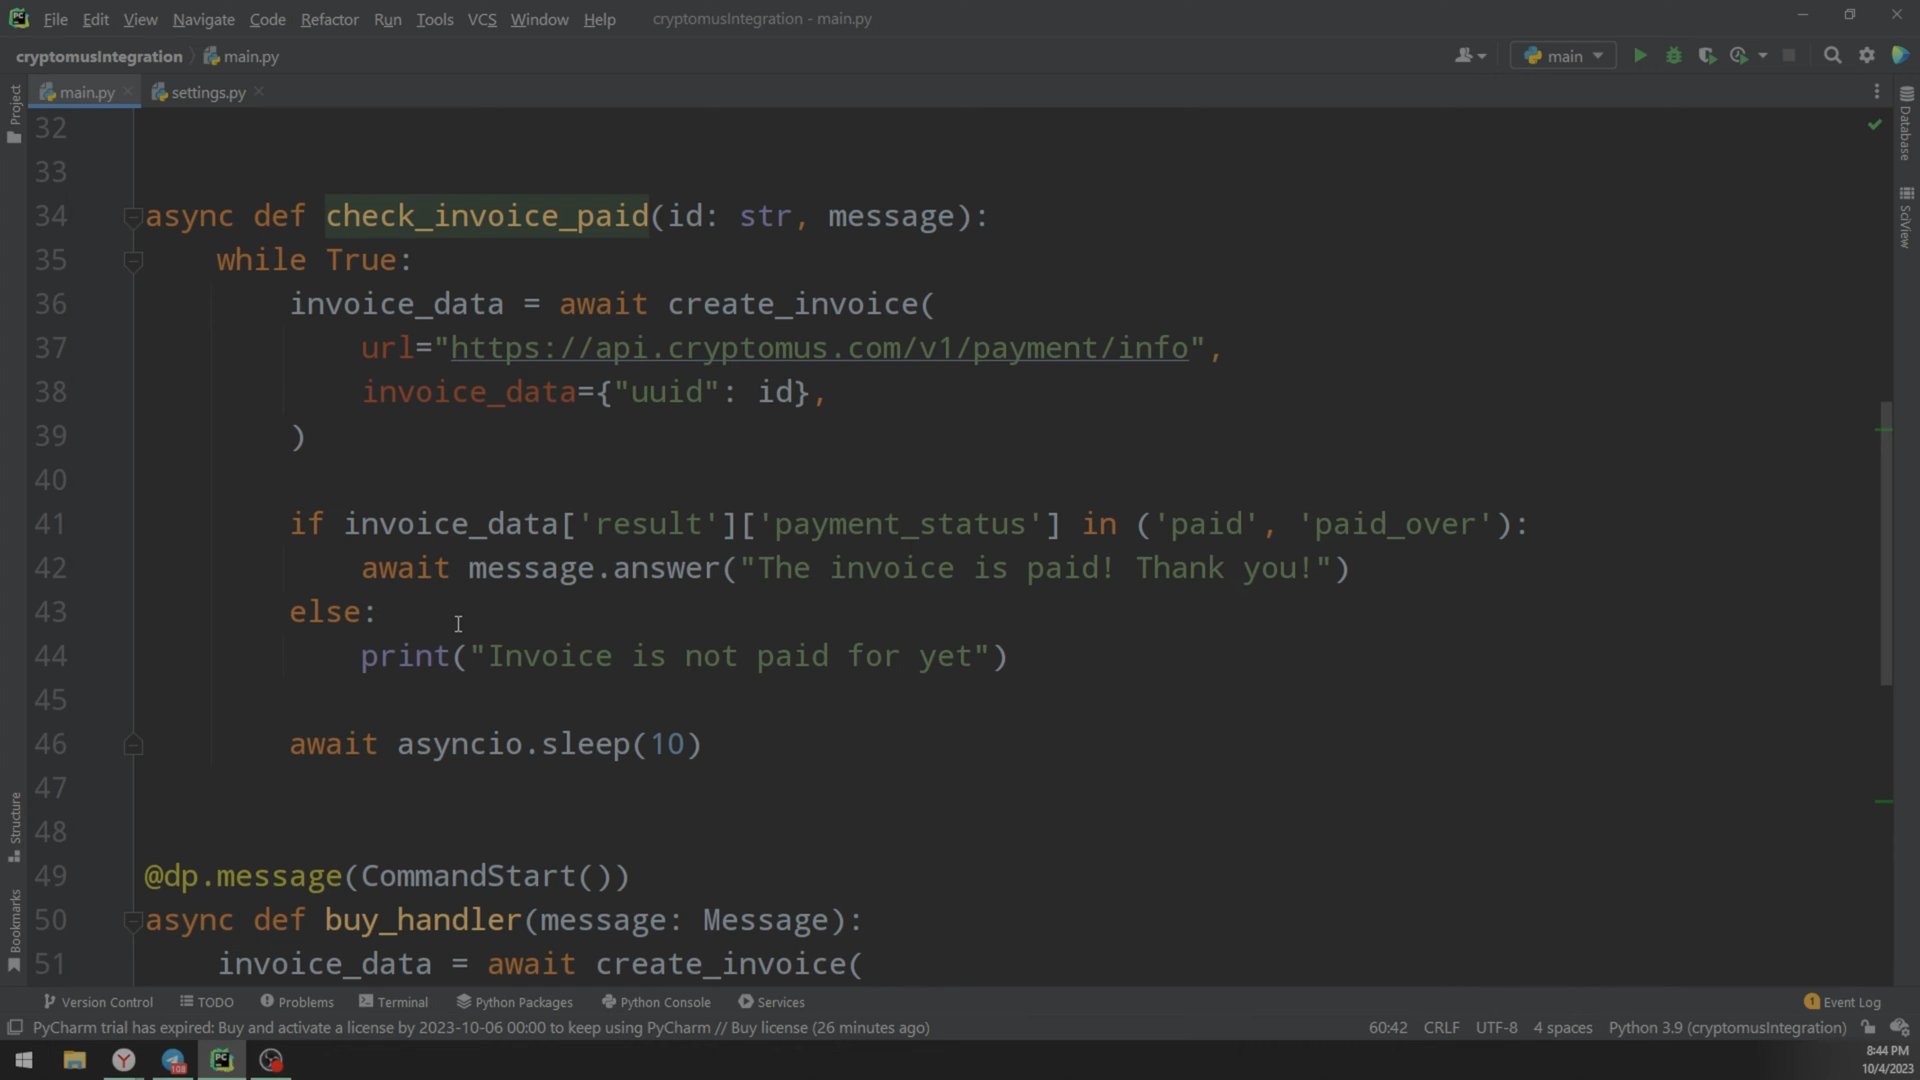 File Edit View Navigate Code Refactor Run Tools VCS Window Help cryptomusIntegration - main.py
cryptomusIntegration main.py main
main.py settings.py
Project
Database
SciView
32
33
34 async def check_invoice_paid(id: str, message):
35 while True:
36 invoice_data = await create_invoice(
37 url="https://api.cryptomus.com/v1/payment/info",
38 invoice_data={"uuid": id},
39 )
40
41 if invoice_data['result']['payment_status'] in ('paid', 'paid_over'):
42 await message.answer("The invoice is paid! Thank you!")
43 else:
44 print("Invoice is not paid for yet")
45
46 await asyncio.sleep(10)
47
48
49 @dp.message(CommandStart())
50 async def buy_handler(message: Message):
51 invoice_data = await create_invoice(
Structure
Bookmarks
Version Control TODO Problems Terminal Python Packages Python Console Services 1 Event Log
PyCharm trial has expired: Buy and activate a license by 2023-10-06 00:00 to keep using PyCharm // Buy license (26 minutes ago) 60:42 CRLF UTF-8 4 spaces Python 3.9 (cryptomusIntegration)
PC
108
PC
8:44 PM
10/4/2023